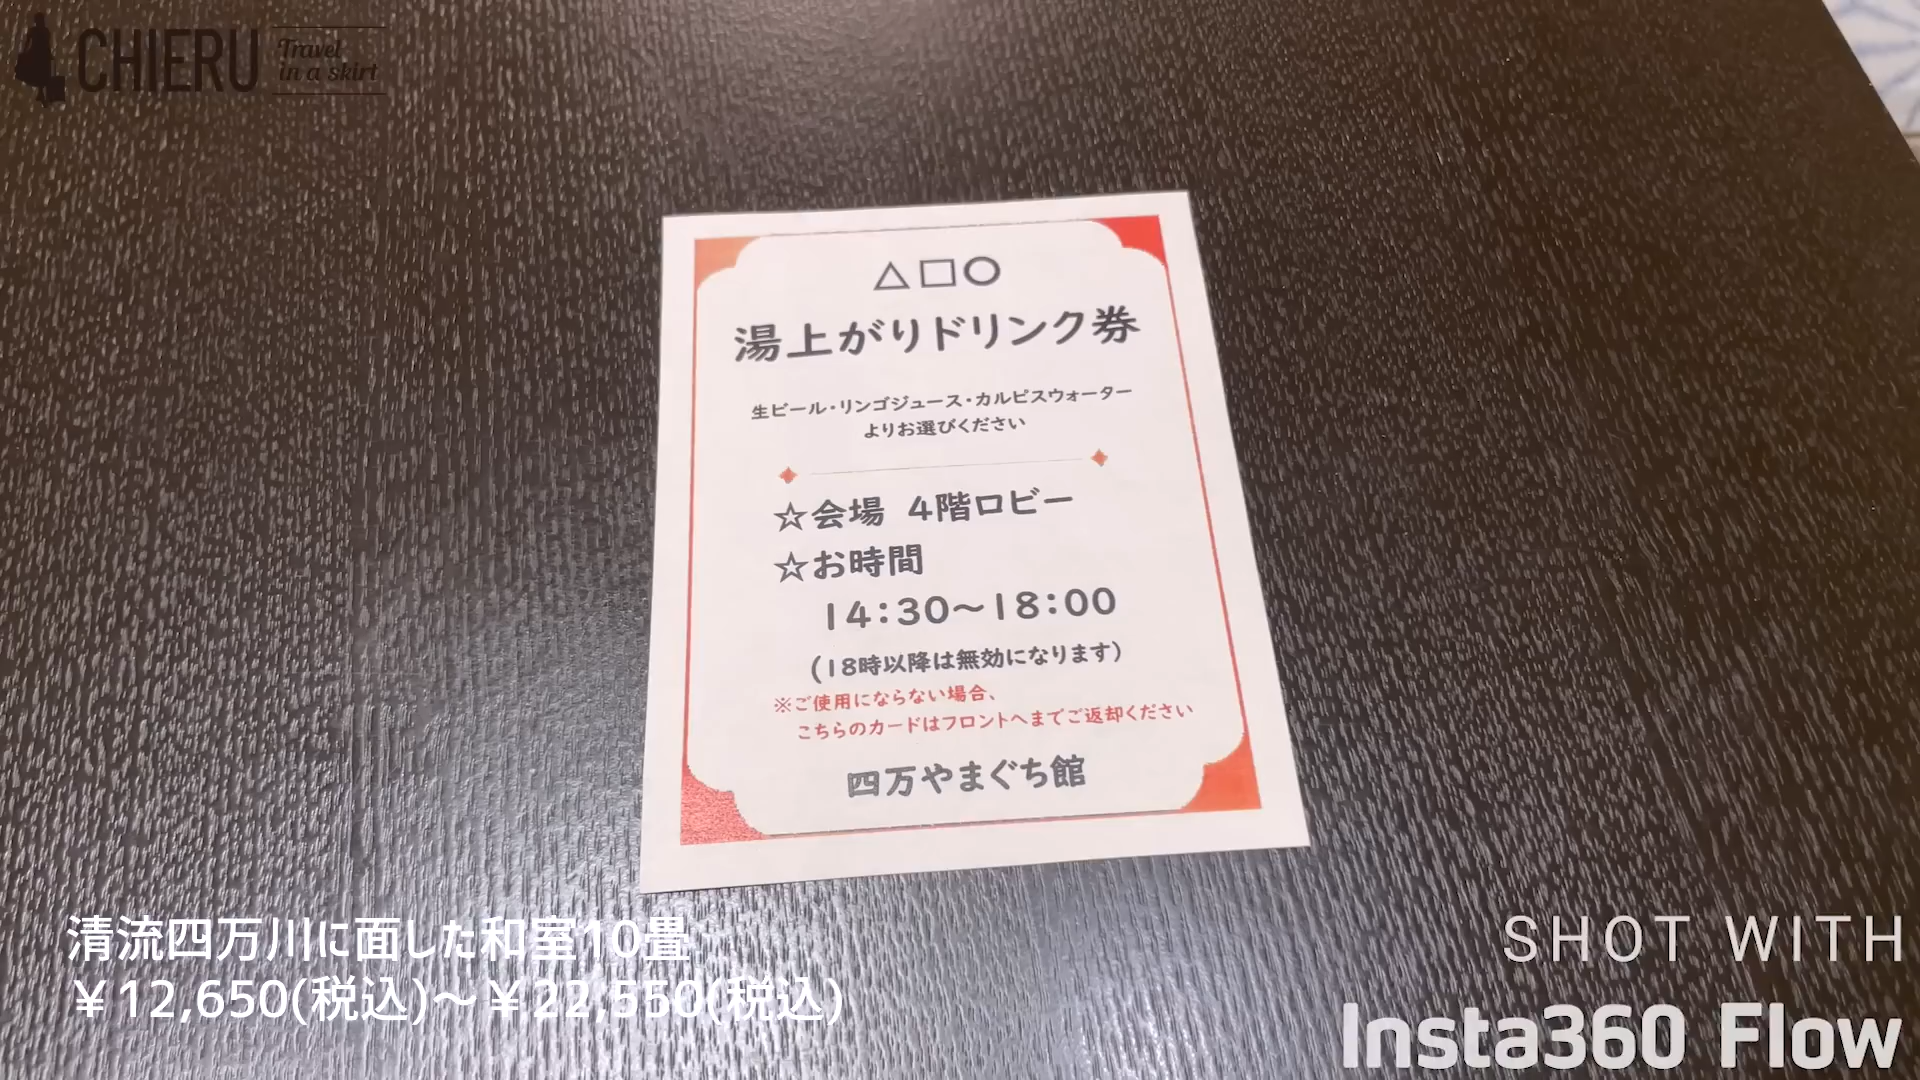 CHIERU
Travel
in a skirt
△□○
湯上がりドリンク券
生ビール・リンゴジュース・カルピスウォーター
よりお選びください
☆会場 4階ロビー
☆お時間
14:30～18:00
(18時以降は無効になります)
※ご使用にならない場合、
こちらのカードはフロントへまでご返却ください
四万やまぐち館
清流四万川に面した和室10畳
￥12,650(税込)～￥22,550(税込)
SHOT WITH
Insta360 Flow